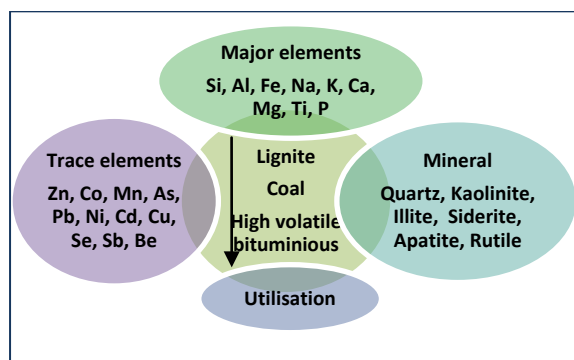 Major elements
Si, Al, Fe, Na, K, Ca,
Mg, Ti, P
Trace elements
Zn, Co, Mn, As,
Pb, Ni, Cd, Cu,
Se, Sb, Be
Lignite
Coal
High volatile
bituminious
Mineral
Quartz, Kaolinite,
Illite, Siderite,
Apatite, Rutile
Utilisation